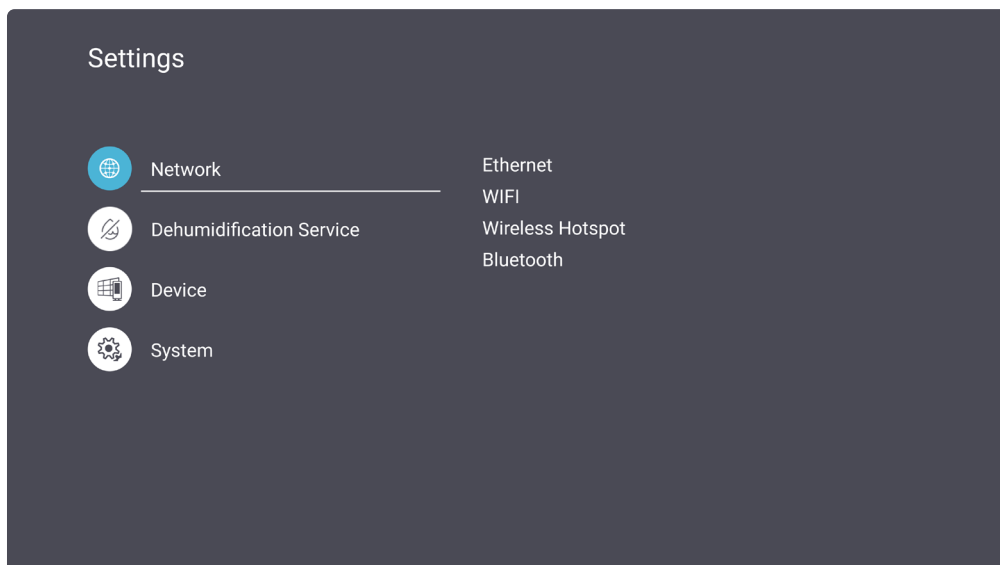 Settings
Network
Dehumidification Service
Device
System
Ethernet
WIFI
Wireless Hotspot
Bluetooth